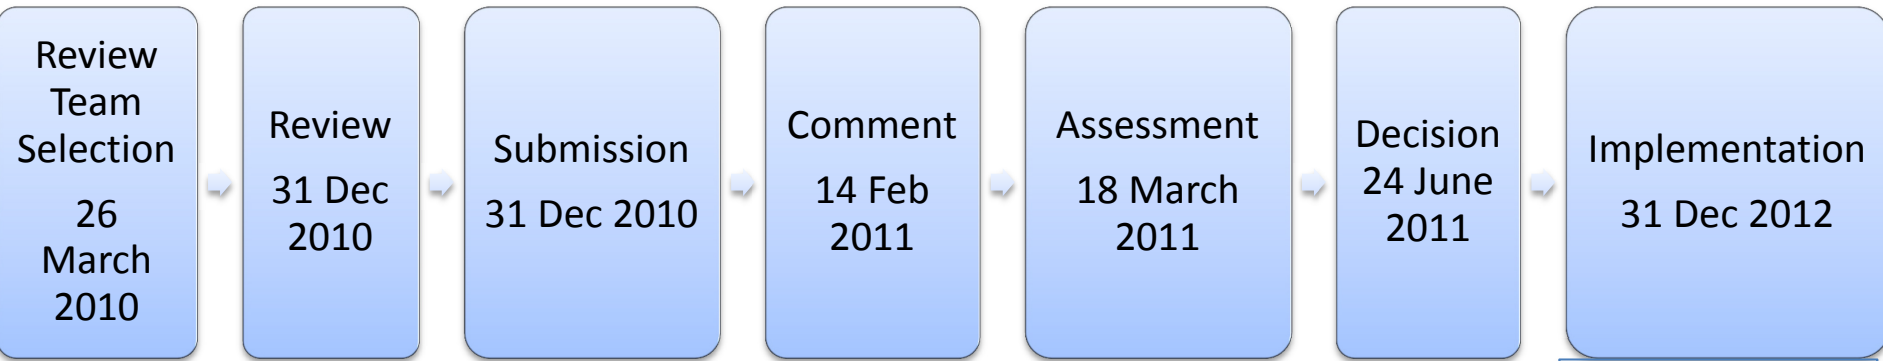 Review
Team
Selection
26
March
2010
Review
31 Dec
2010
Submission
31 Dec 2010
Comment
14 Feb
2011
Assessment
18 March
2011
Decision
24 June
2011
Implementation
31 Dec 2012